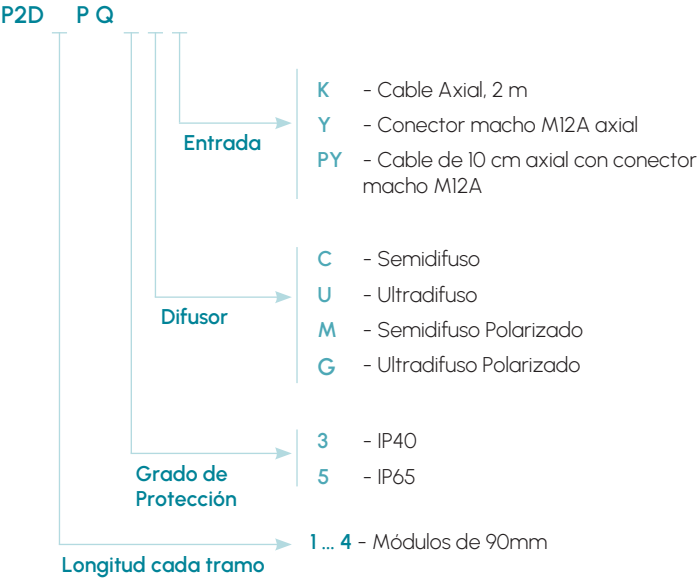 P2D P Q
K - Cable Axial, 2 m
Y - Conector macho M12A axial
Entrada
PY - Cable de 10 cm axial con conector
macho M12A
C - Semidifuso
U - Ultradifuso
Difusor
M - Semidifuso Polarizado
G - Ultradifuso Polarizado
3 - IP40
Grado de
Protección
5 - IP65
1 ... 4 - Módulos de 90mm
Longitud cada tramo